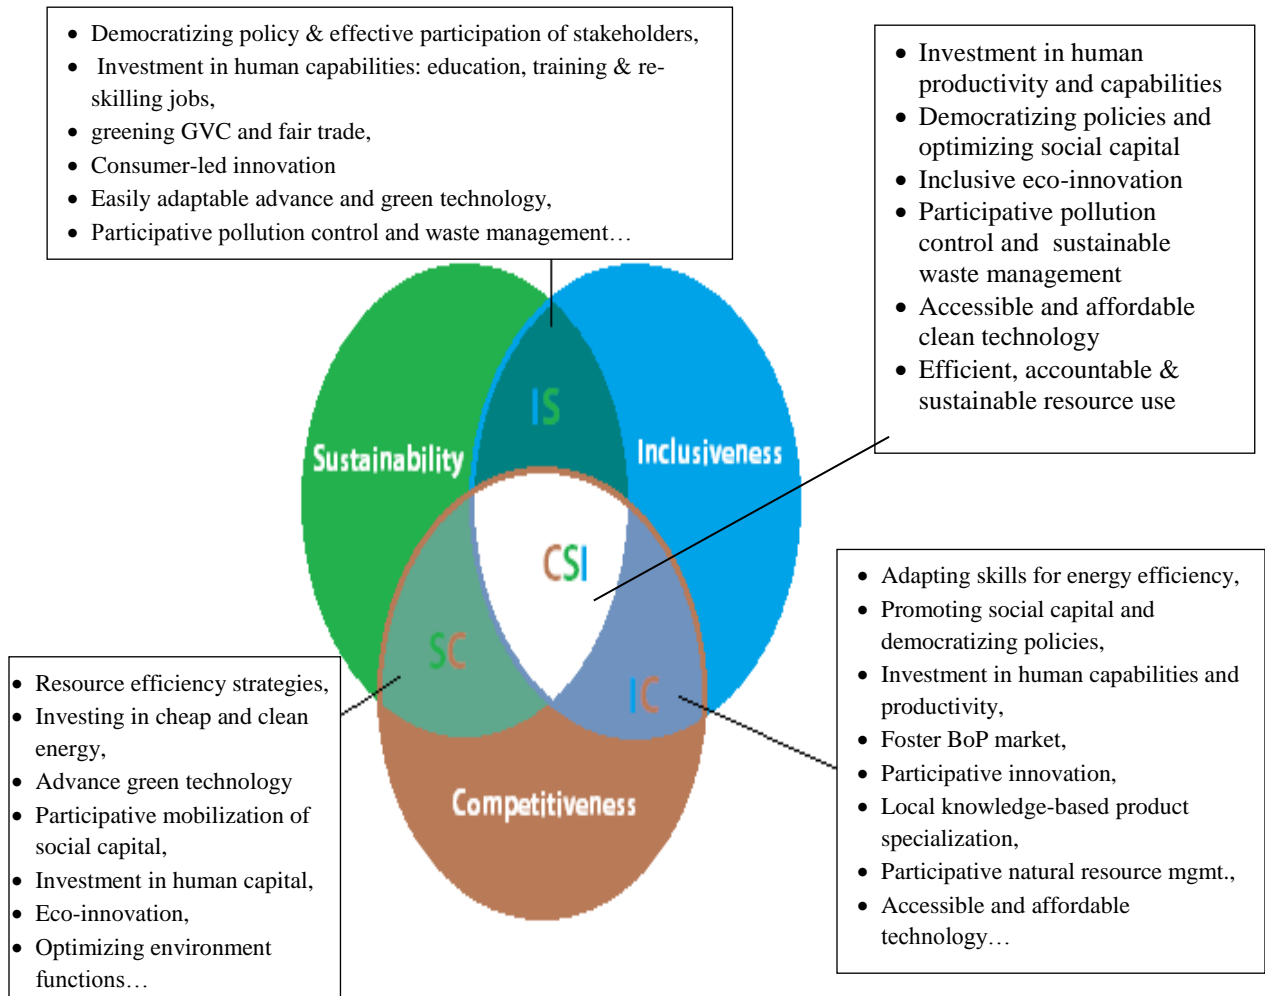 • Democratizing policy & effective participation of stakeholders,
• Investment in human capabilities: education, training & re-
skilling jobs,
• greening GVC and fair trade,
• Consumer-led innovation
• Easily adaptable advance and green technology,
• Participative pollution control and waste management…
• Investment in human
productivity and capabilities
• Democratizing policies and
optimizing social capital
• Inclusive eco-innovation
• Participative pollution
control and sustainable
waste management
• Accessible and affordable
clean technology
• Efficient, accountable &
sustainable resource use
IS
Sustainability
Inclusiveness
CSI
SC
IC
Competitiveness
• Resource efficiency strategies,
• Investing in cheap and clean
energy,
• Advance green technology
• Participative mobilization of
social capital,
• Investment in human capital,
• Eco-innovation,
• Optimizing environment
functions…
• Adapting skills for energy efficiency,
• Promoting social capital and
democratizing policies,
• Investment in human capabilities and
productivity,
• Foster BoP market,
• Participative innovation,
• Local knowledge-based product
specialization,
• Participative natural resource mgmt.,
• Accessible and affordable
technology…